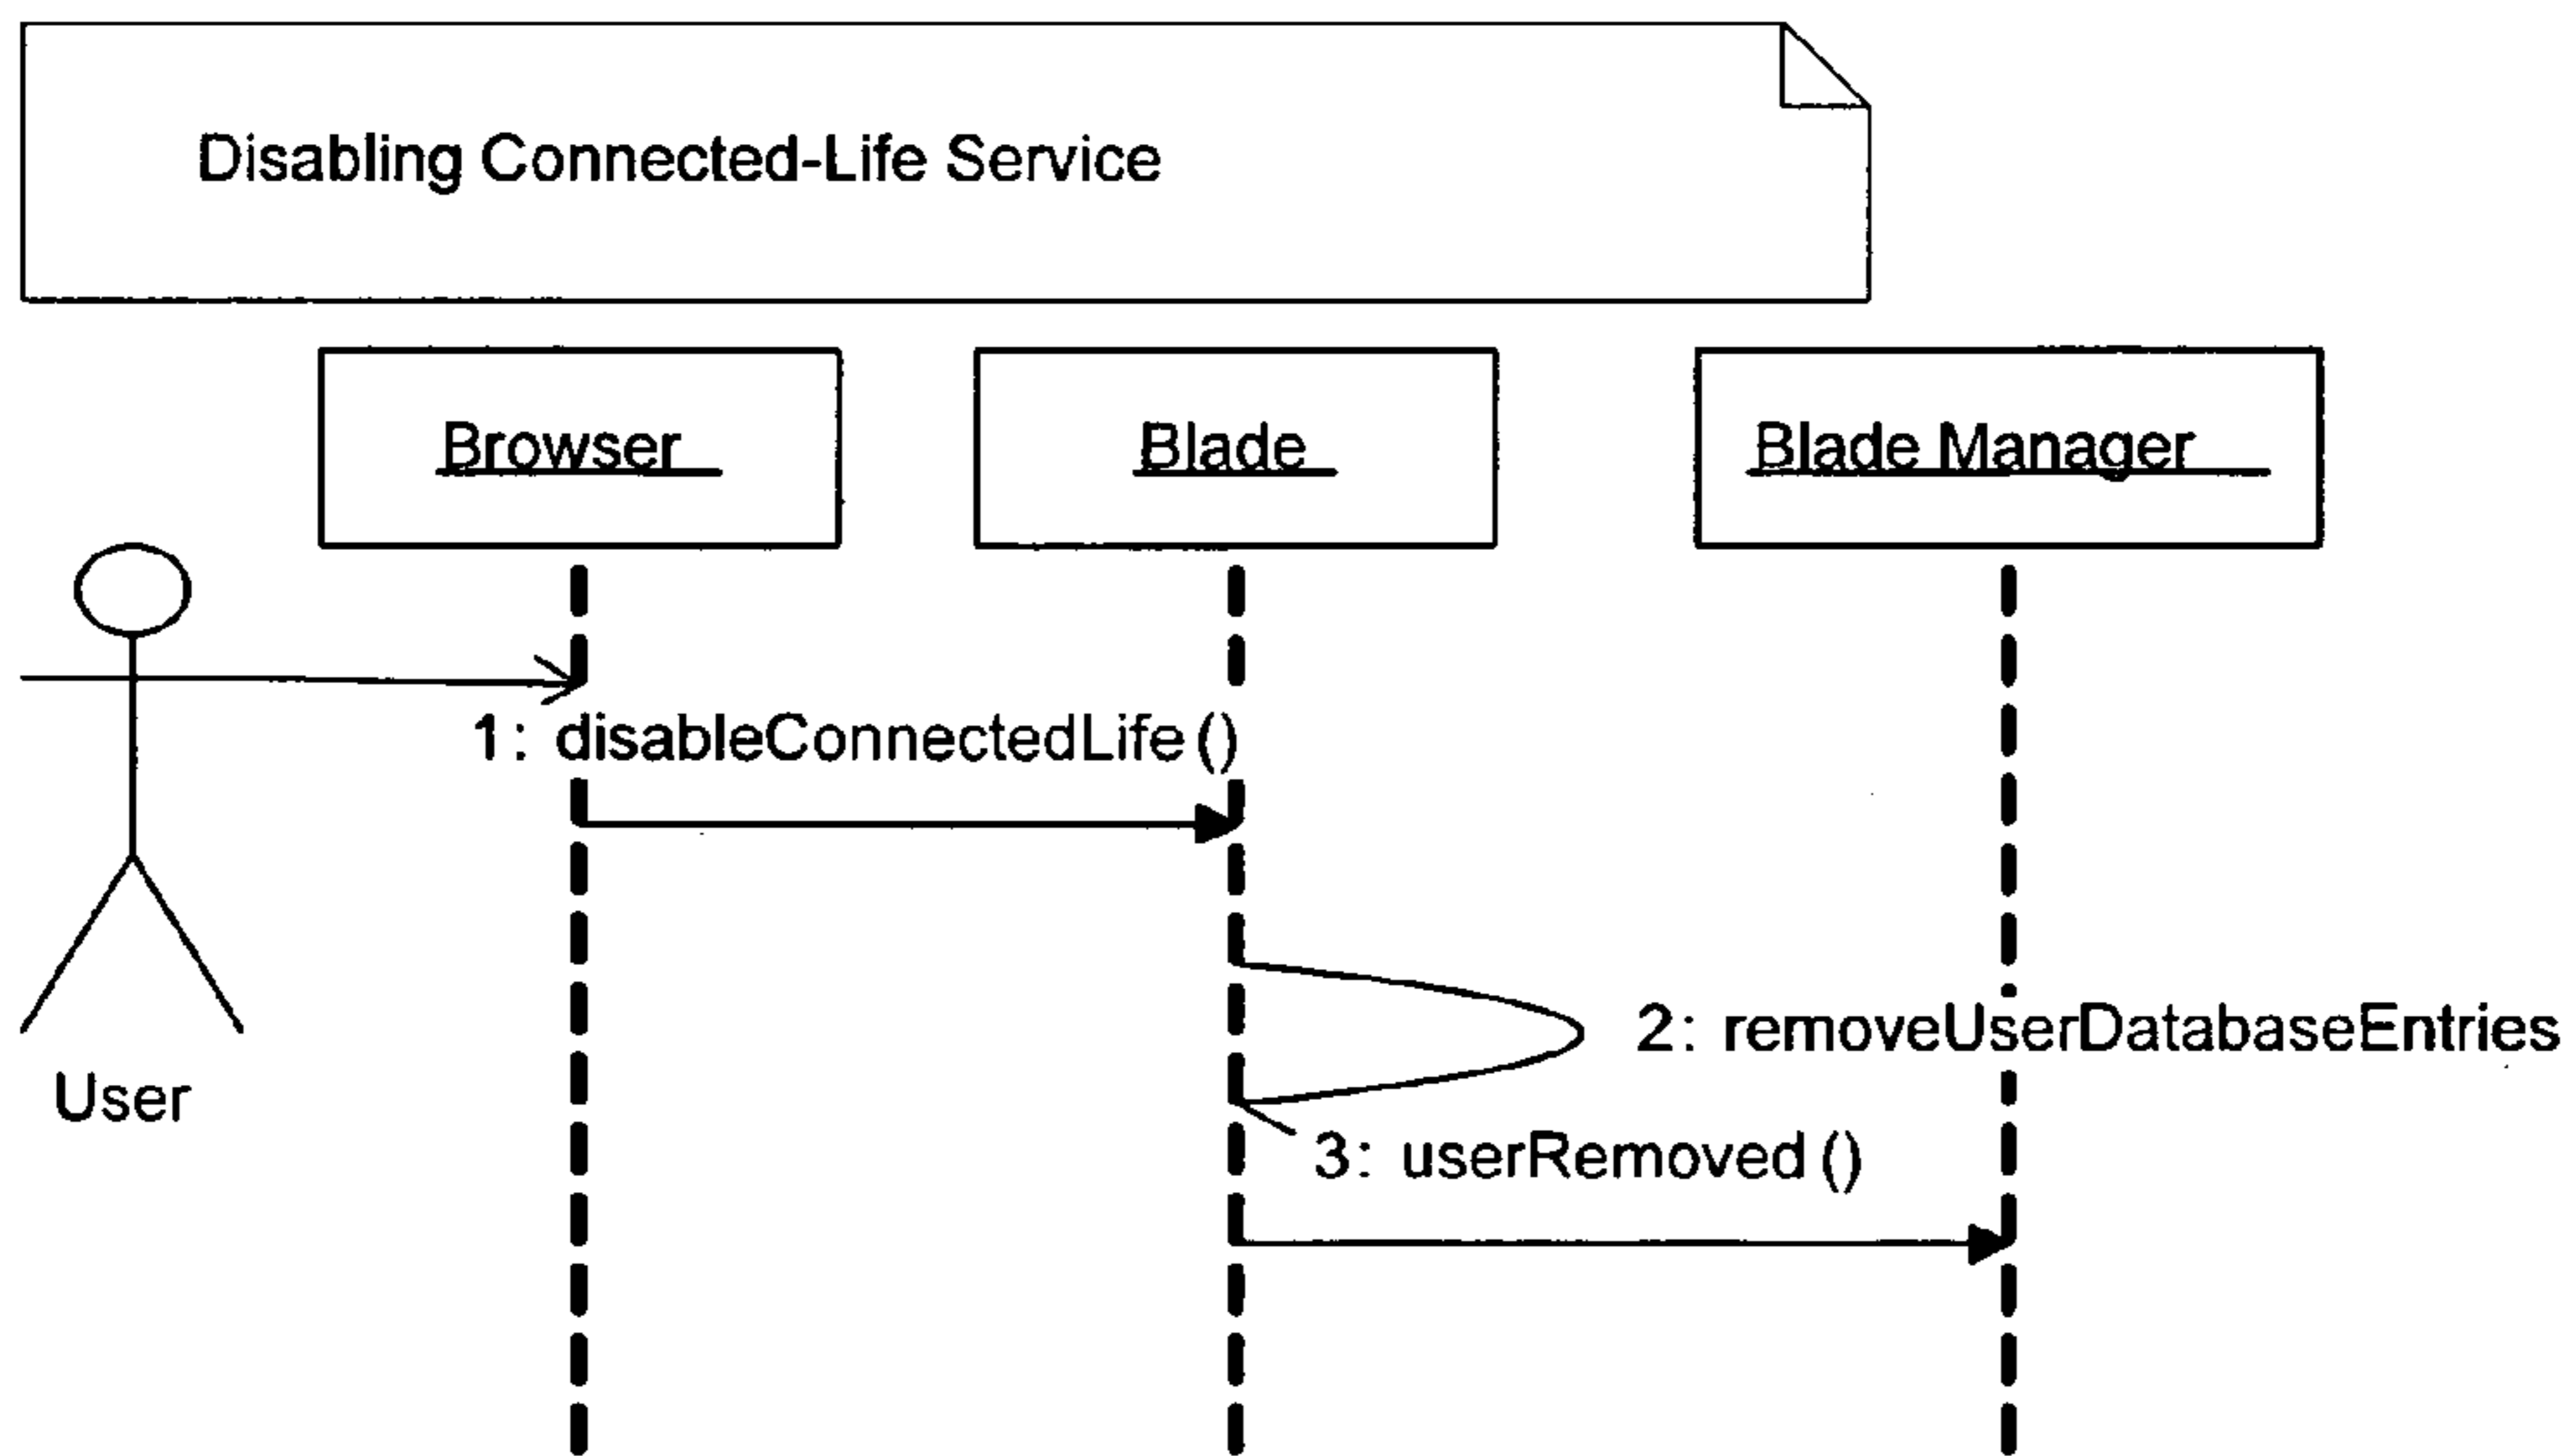 Disabling Connected-Life Service
Browser
Blade
Blade Manager
1: disableConnectedLife()
2: removeUserDatabaseEntries
User
3: userRemoved()